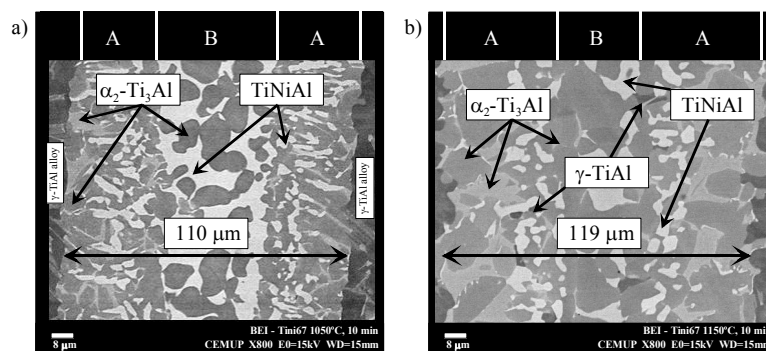 a)
A B A
α₂-Ti₃Al
TiNiAl
γ-TiAl alloy
γ-TiAl alloy
110 μm
8 μm
BEI - Tini67 1050ºC, 10 min
CEMUP X800 E0=15kV WD=15mm
b)
A B A
α₂-Ti₃Al
TiNiAl
γ-TiAl
119 μm
8 μm
BEI - Tini67 1150ºC, 10 min
CEMUP X800 E0=15kV WD=15mm